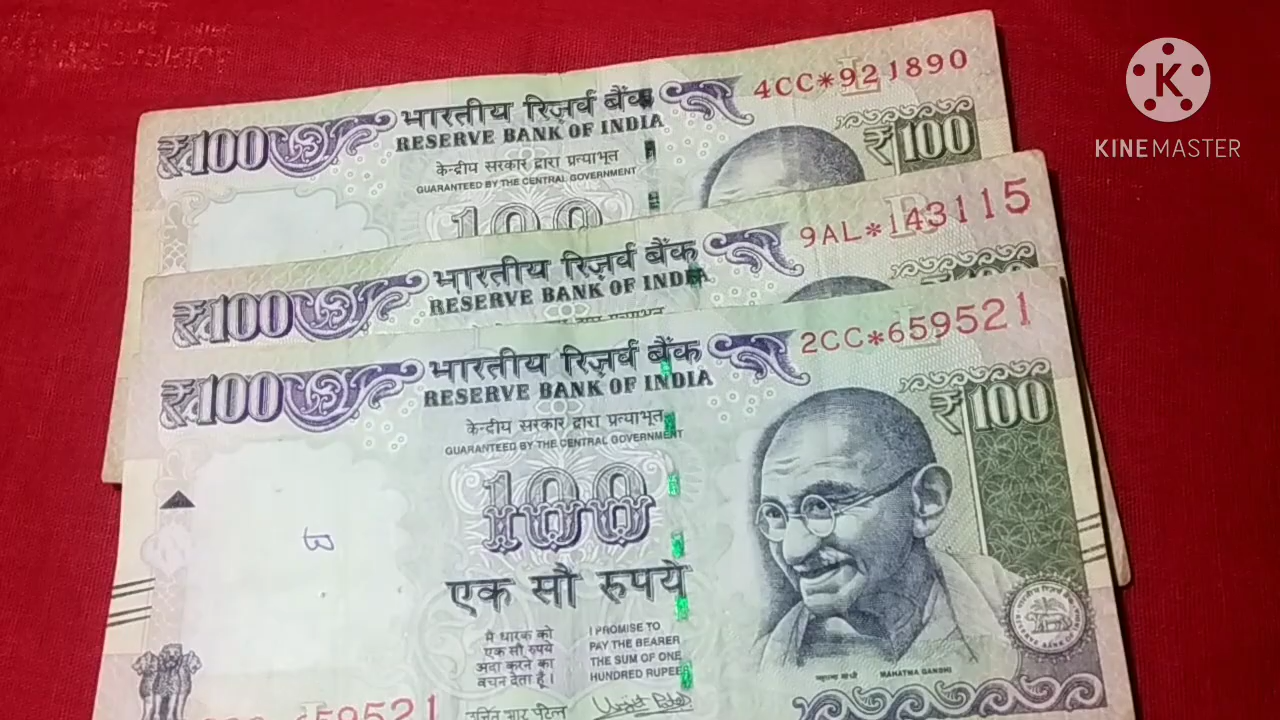 K
KINEMASTER
4CC*921890
भारतीय रिज़र्व बैंक
₹100
RESERVE BANK OF INDIA
₹100
केन्द्रीय सरकार द्वारा प्रत्याभूत
GUARANTEED BY THE CENTRAL GOVERNMENT
100
9AL*143115
भारतीय रिज़र्व बैंक
₹100
RESERVE BANK OF INDIA
2CC*659521
भारतीय रिज़र्व बैंक
₹100
RESERVE BANK OF INDIA
₹100
केन्द्रीय सरकार द्वारा प्रत्याभूत
GUARANTEED BY THE CENTRAL GOVERNMENT
100
एक सौ रुपये
मैं धारक को
एक सौ रुपये
अदा करने का
वचन देता हूँ।
I PROMISE TO
PAY THE BEARER
THE SUM OF ONE
HUNDRED RUPEES
महात्मा गांधी
MAHATMA GANDHI
659521